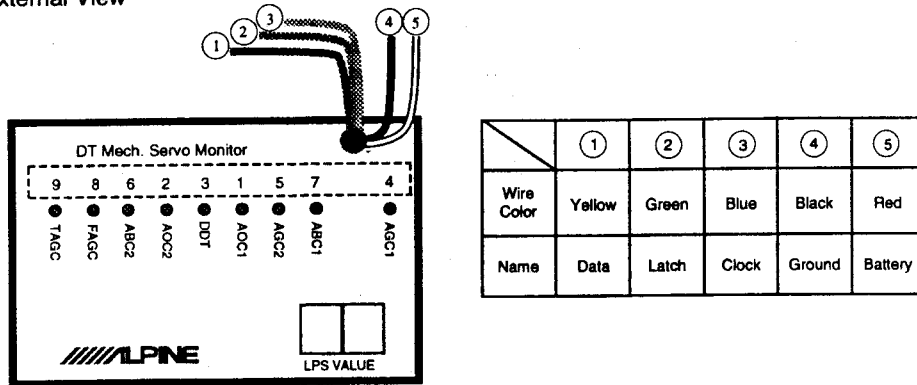 External View
3
2
4
5
1
DT Mech. Servo Monitor
9 8 6 2 3 1 5 7 4
TAGC FAGC ABC2 AOC2 DDT AOC1 AGC2 ABC1 AGC1
ALPINE
LPS VALUE
1 2 3 4 5
Wire Color Yellow Green Blue Black Red
Name Data Latch Clock Ground Battery